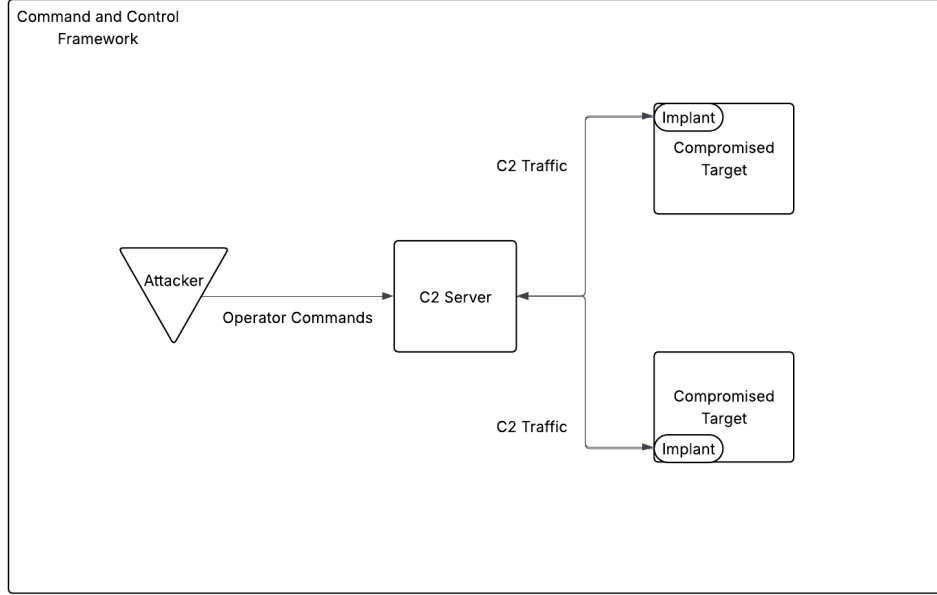 Command and Control
Framework
Implant
Compromised
Target
C2 Traffic
Attacker
C2 Server
Operator Commands
Compromised
Target
C2 Traffic
Implant